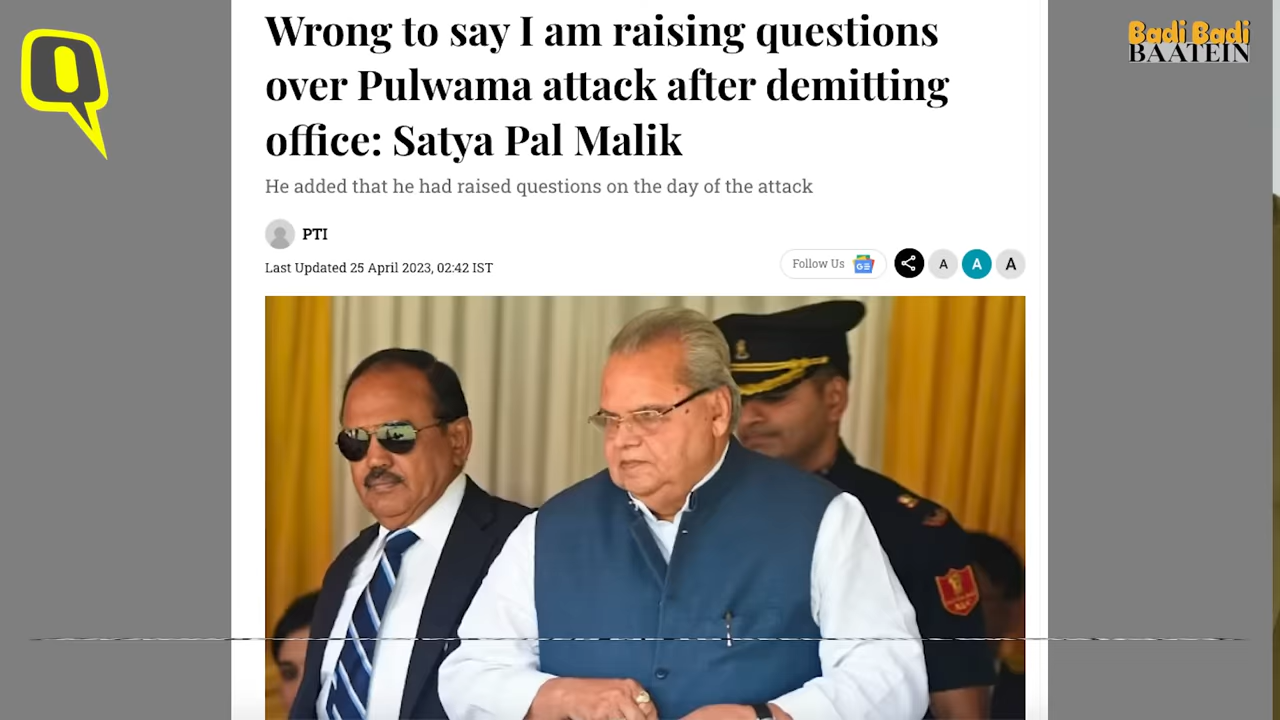 Wrong to say I am raising questions
over Pulwama attack after demitting
office: Satya Pal Malik
He added that he had raised questions on the day of the attack
PTI
Last Updated 25 April 2023, 02:42 IST
Follow Us
GE
A
A
A
Badi Badi
BAATEIN